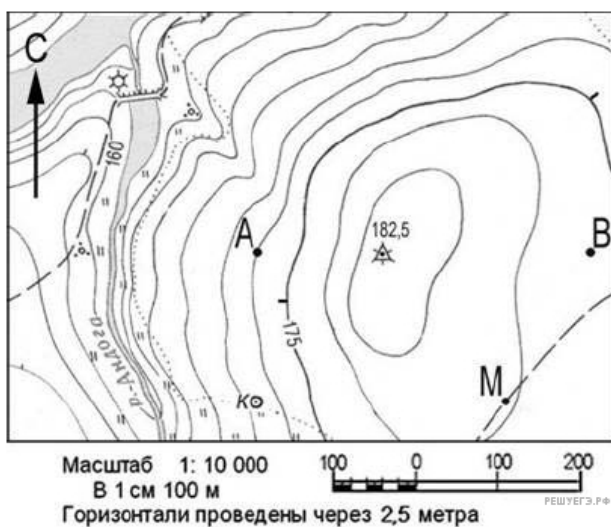 С
160
182,5
А
В
175
р. Андога
М
К
Масштаб 1: 10 000
В 1 см 100 м
100 0 100 200
РЕШУЕГЭ.РФ
Горизонтали проведены через 2,5 метра